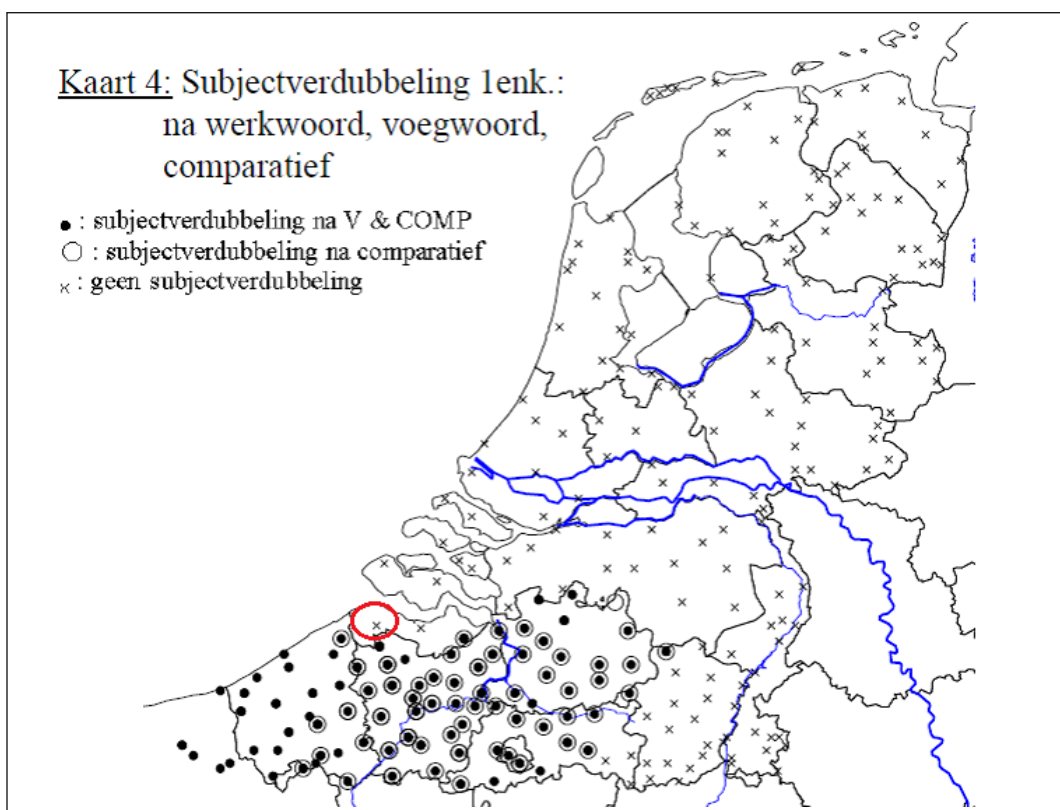 Kaart 4: Subjectverdubbeling 1enk.:
na werkwoord, voegwoord,
comparatief
: subjectverdubbeling na V & COMP
: subjectverdubbeling na comparatief
: geen subjectverdubbeling